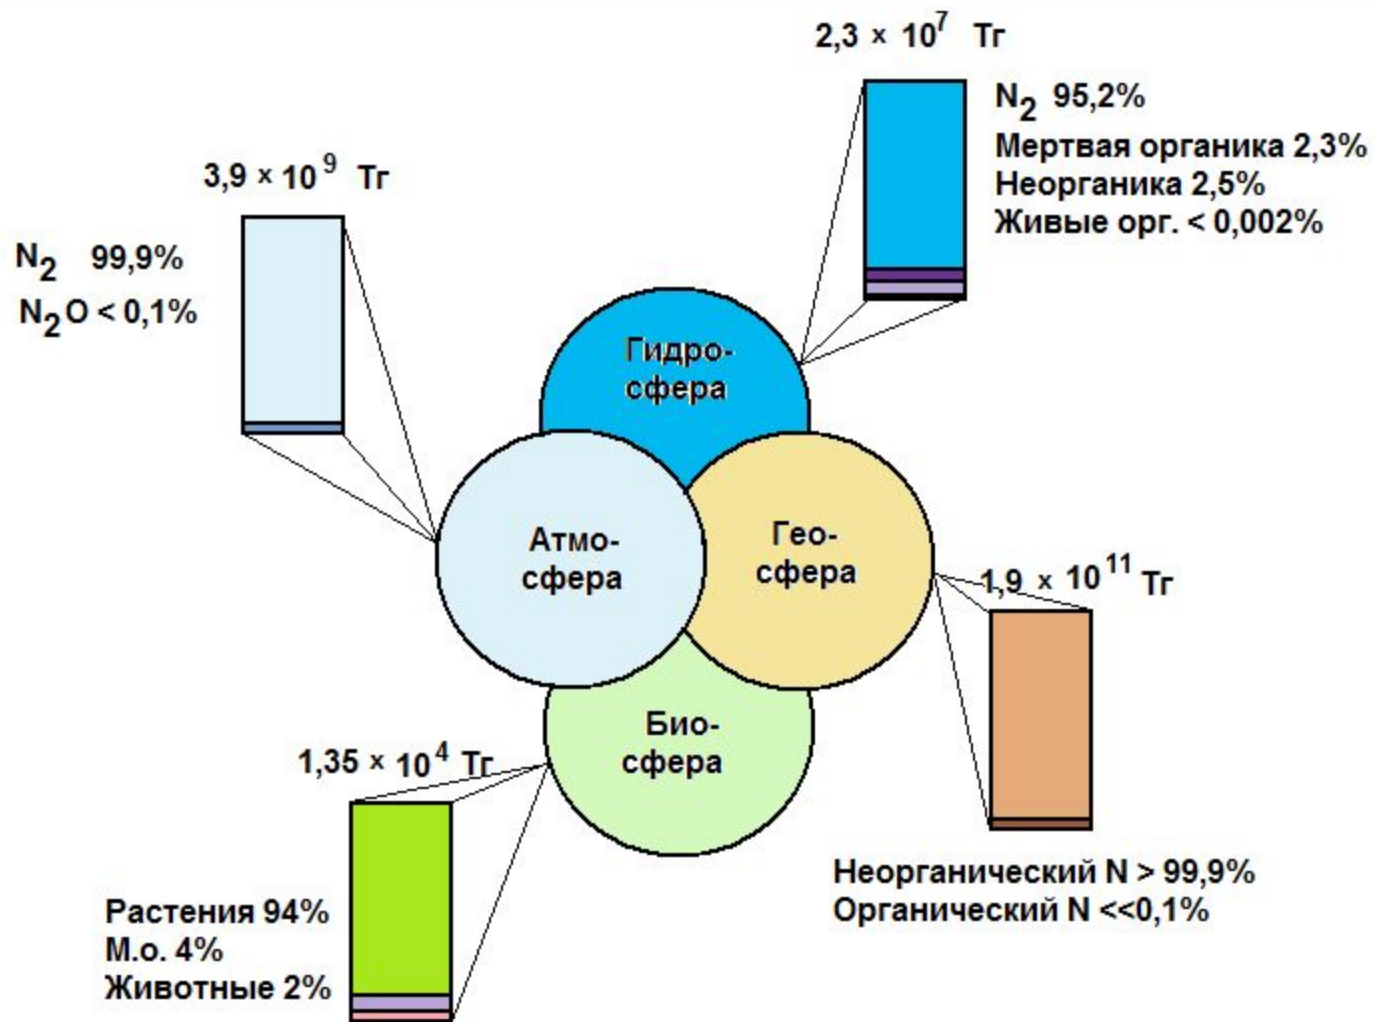 2,3 × 10⁷ Тг
N₂ 95,2%
Мертвая органика 2,3%
Неорганика 2,5%
Живые орг. < 0,002%
3,9 × 10⁹ Тг
N₂ 99,9%
N₂O < 0,1%
Гидро-
сфера
Атмо-
сфера
Гео-
сфера
1,9 × 10¹¹ Тг
Био-
сфера
1,35 × 10⁴ Тг
Неорганический N > 99,9%
Органический N <<0,1%
Растения 94%
М.о. 4%
Животные 2%